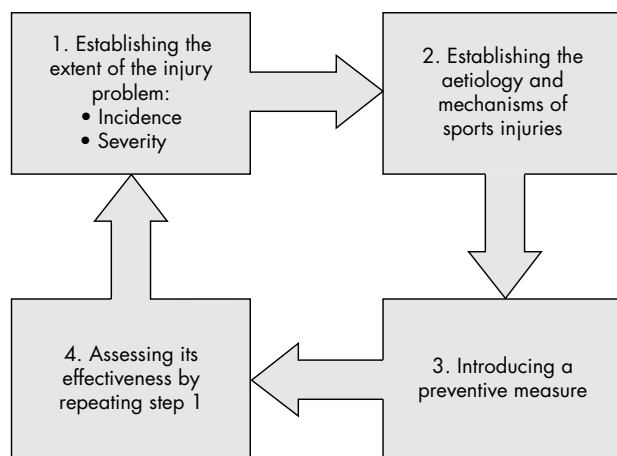 1. Establishing the
extent of the injury
problem:
• Incidence
• Severity
2. Establishing the
aetiology and
mechanisms of
sports injuries
3. Introducing a
preventive measure
4. Assessing its
effectiveness by
repeating step 1